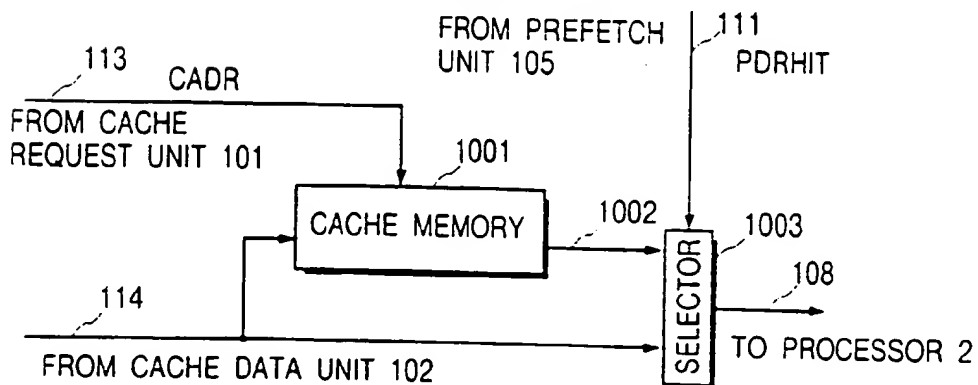 FROM PREFETCH
UNIT 105
111
PDRHIT
113
CADR
FROM CACHE
REQUEST UNIT 101
1001
CACHE MEMORY
1002
1003
SELECTOR
108
114
TO PROCESSOR 2
FROM CACHE DATA UNIT 102